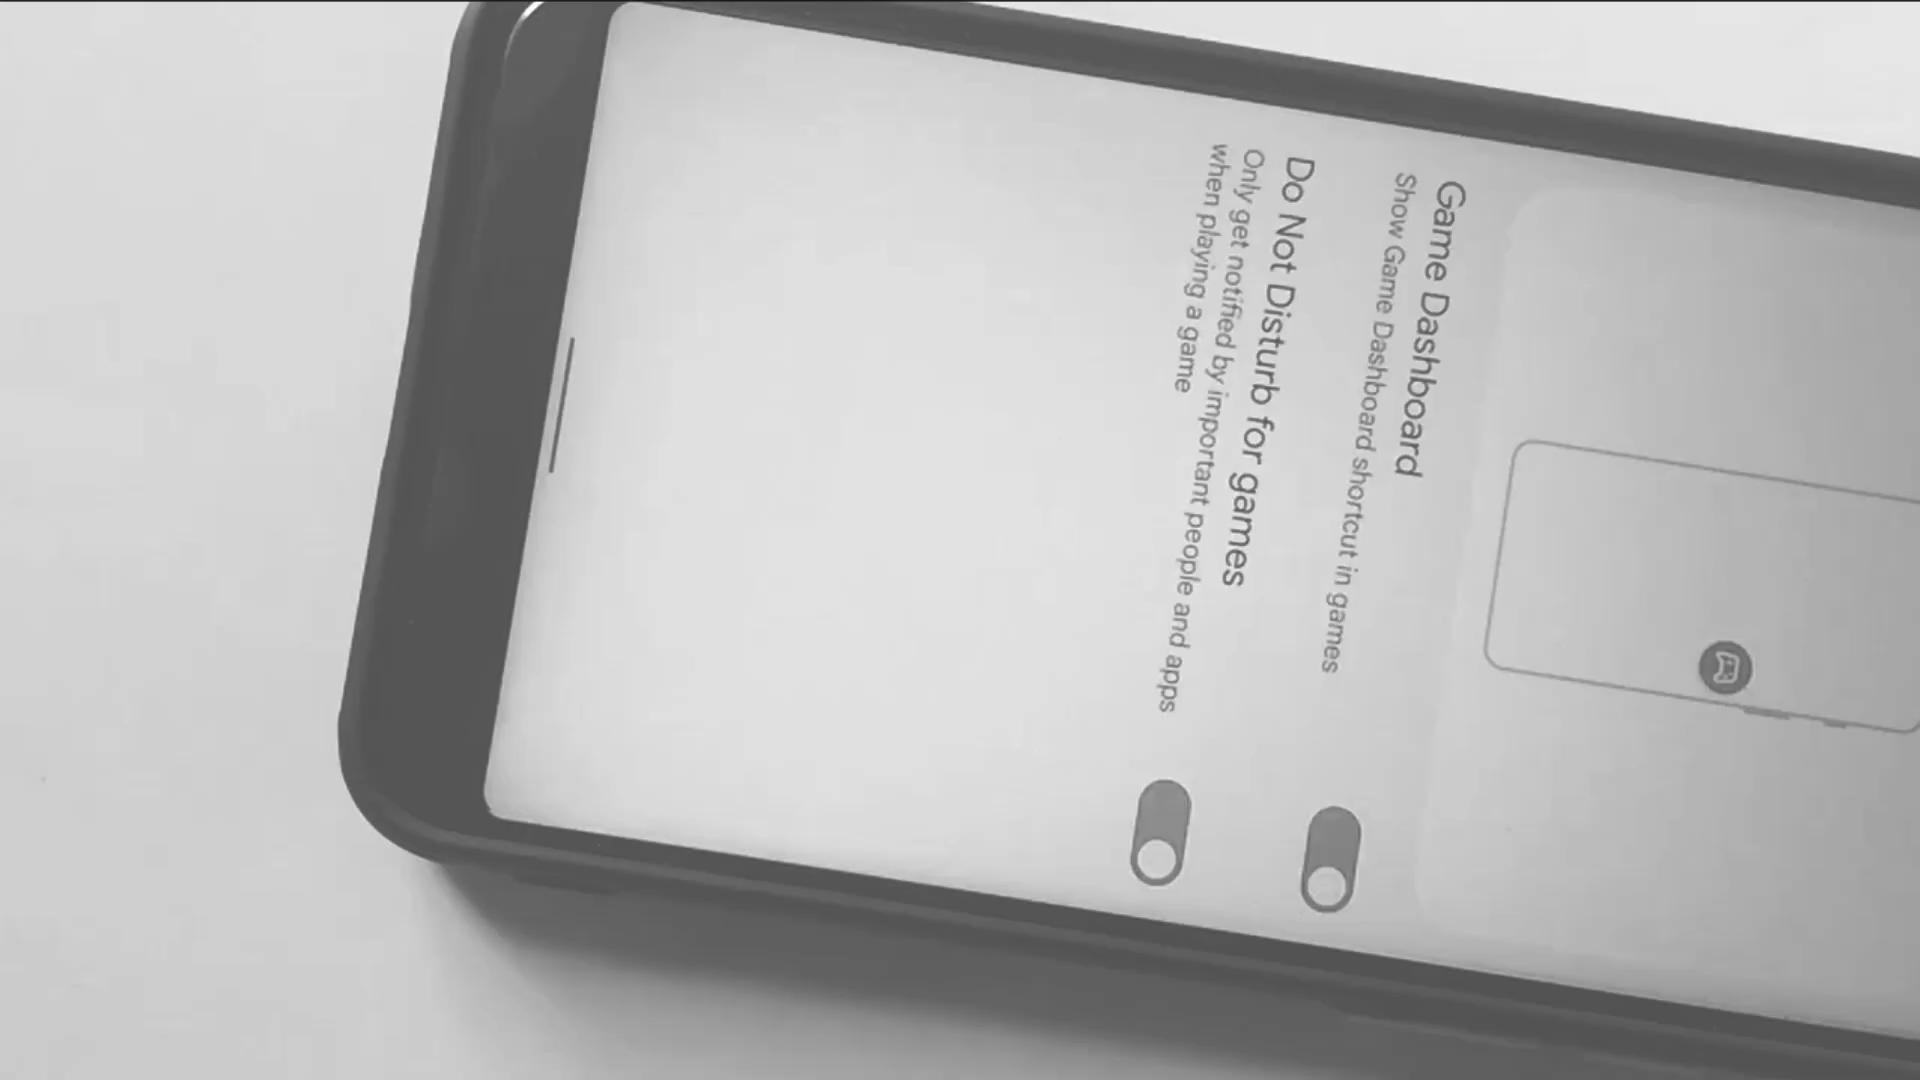 Game Dashboard
Show Game Dashboard shortcut in games
Do Not Disturb for games
Only get notified by important people and apps
when playing a game